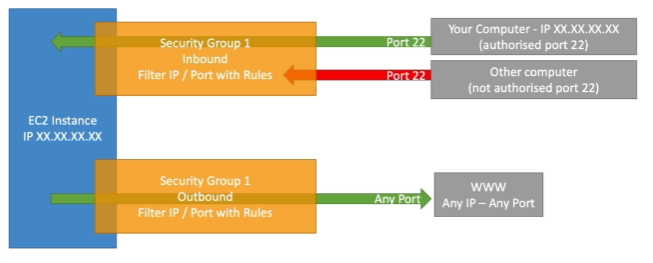 Your Computer - IP XX.XX.XX.XX
(authorised port 22)
Port 22
Security Group 1
Inbound
Filter IP / Port with Rules
Other computer
(not authorised port 22)
Port 22
EC2 Instance
IP XX.XX.XX.XX
Security Group 1
Outbound
Filter IP / Port with Rules
Any Port
WWW
Any IP – Any Port